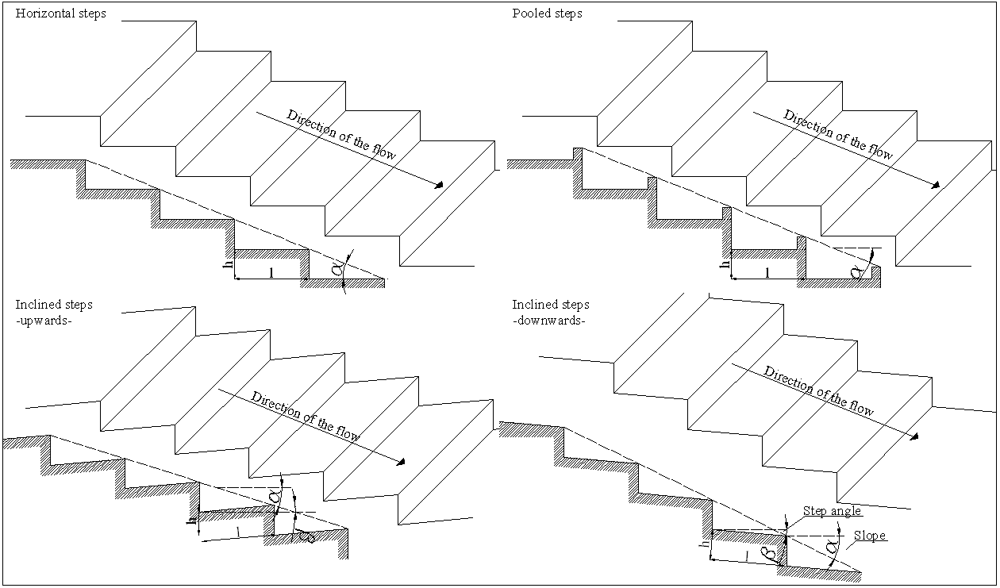 Horizontal steps
Direction of the flow
h
l
α
Pooled steps
Direction of the flow
h
l
α
Inclined steps
-upwards-
Direction of the flow
α
h
l
β
Inclined steps
-downwards-
Direction of the flow
Step angle
Slope
h
l
β
α